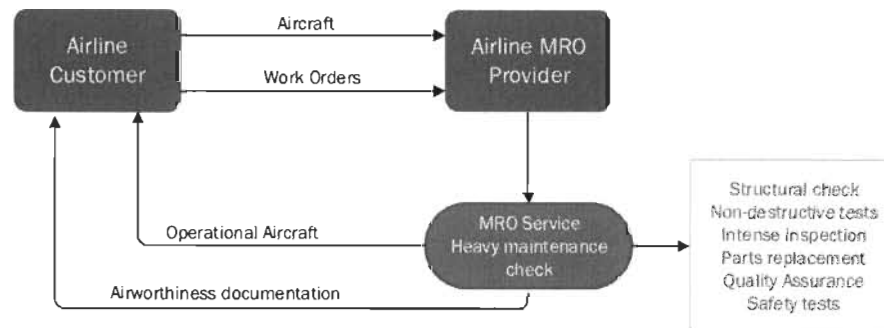 Airline
Customer
Aircraft
Work Orders
Airline MRO
Provider
Operational Aircraft
Airworthiness documentation
MRO Service
Heavy maintenance
check
Structural check
Non-destructive tests
Intense inspection
Parts replacement
Quality Assurance
Safety tests